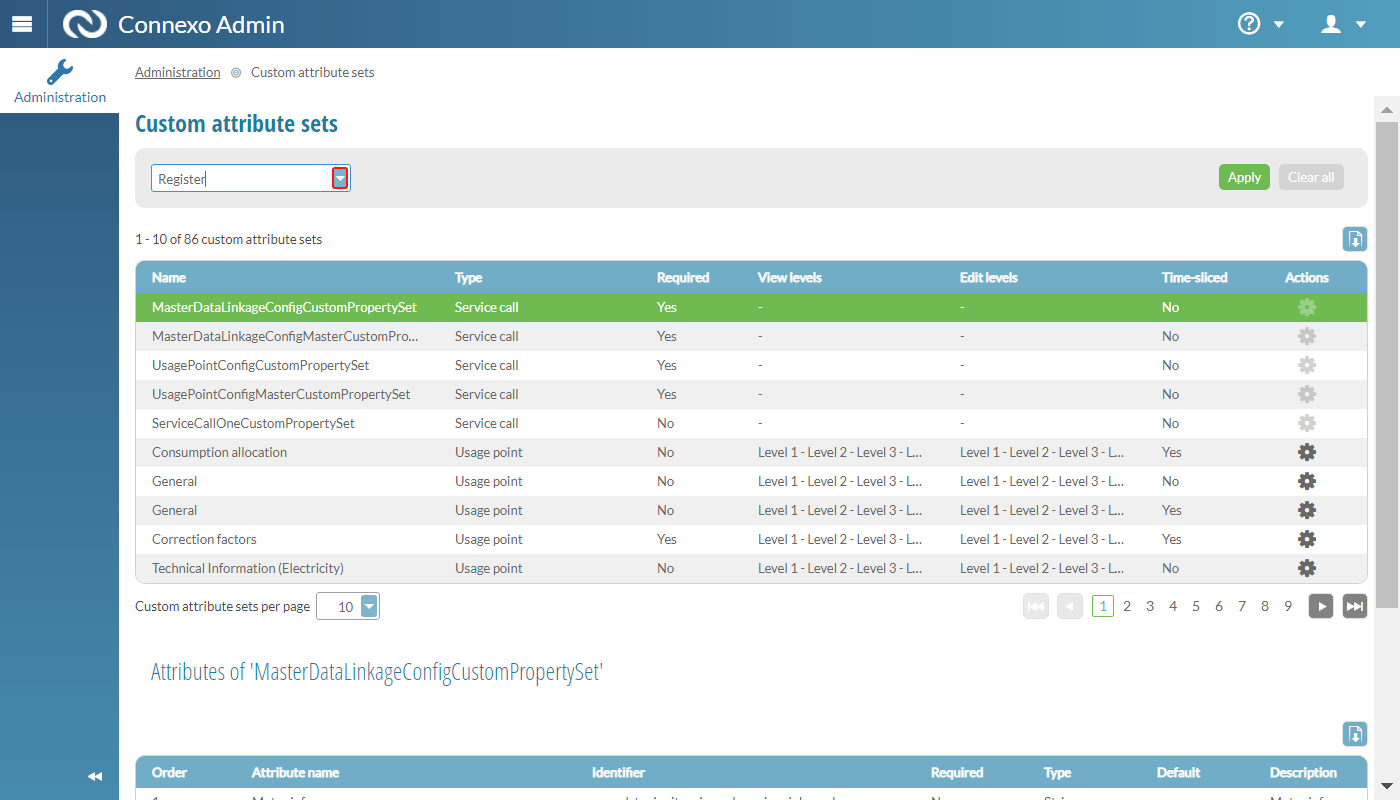 Connexo Admin
Administration
Administration Custom attribute sets
Custom attribute sets
Register
Apply Clear all
1 - 10 of 86 custom attribute sets
Name Type Required View levels Edit levels Time-sliced Actions
MasterDataLinkageConfigCustomPropertySet Service call Yes - - No
MasterDataLinkageConfigMasterCustomPro... Service call Yes - - No
UsagePointConfigCustomPropertySet Service call Yes - - No
UsagePointConfigMasterCustomPropertySet Service call Yes - - No
ServiceCallOneCustomPropertySet Service call No - - No
Consumption allocation Usage point No Level 1 - Level 2 - Level 3 - L... Level 1 - Level 2 - Level 3 - L... Yes
General Usage point No Level 1 - Level 2 - Level 3 - L... Level 1 - Level 2 - Level 3 - L... No
General Usage point No Level 1 - Level 2 - Level 3 - L... Level 1 - Level 2 - Level 3 - L... Yes
Correction factors Usage point Yes Level 1 - Level 2 - Level 3 - L... Level 1 - Level 2 - Level 3 - L... Yes
Technical Information (Electricity) Usage point No Level 1 - Level 2 - Level 3 - L... Level 1 - Level 2 - Level 3 - L... No
Custom attribute sets per page 10 1 2 3 4 5 6 7 8 9
Attributes of 'MasterDataLinkageConfigCustomPropertySet'
Order Attribute name Identifier Required Type Default Description